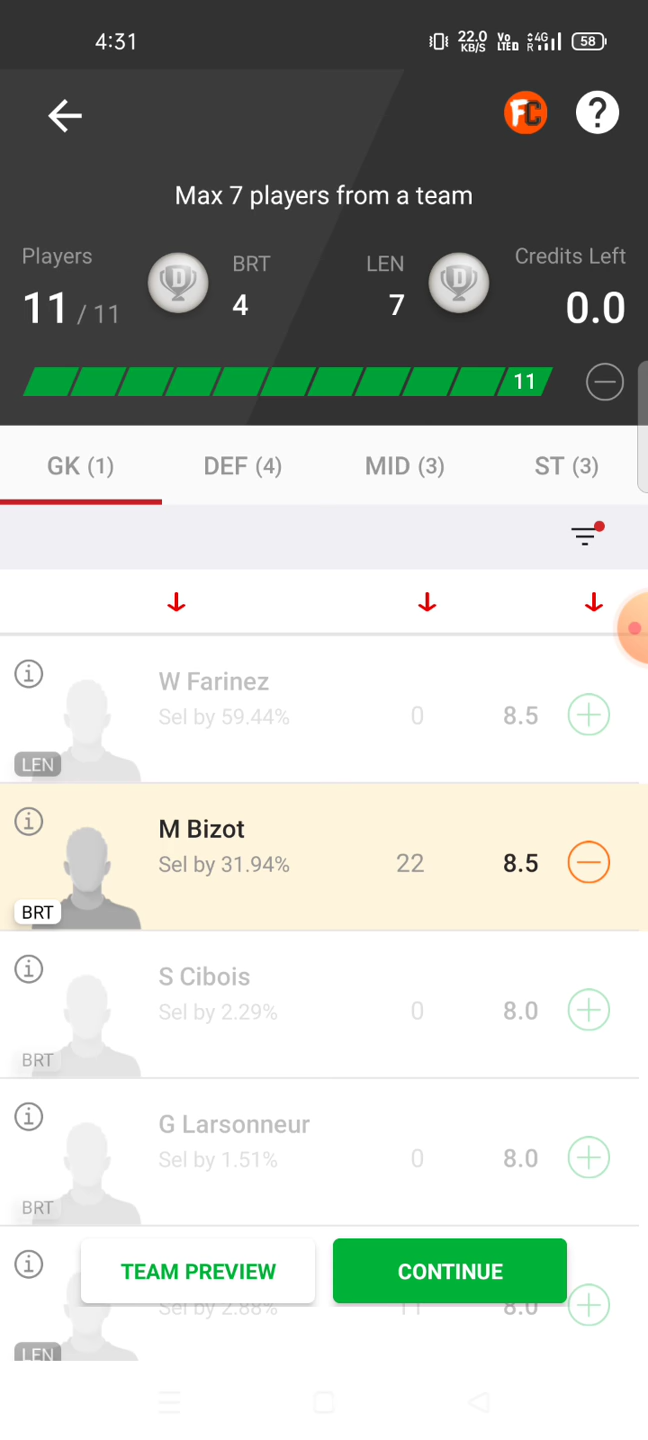 4:31
22.0 KB/S Vo LTED 4G R 58
FC ?
Max 7 players from a team
Players BRT LEN Credits Left
11 / 11 D 4 7 D 0.0
11
GK (1) DEF (4) MID (3) ST (3)
W Farinez
Sel by 59.44% 0 8.5
LEN
M Bizot
Sel by 31.94% 22 8.5
BRT
S Cibois
Sel by 2.29% 0 8.0
BRT
G Larsonneur
Sel by 1.51% 0 8.0
BRT
TEAM PREVIEW CONTINUE
Sel by 2.88% 11 8.0
LEN